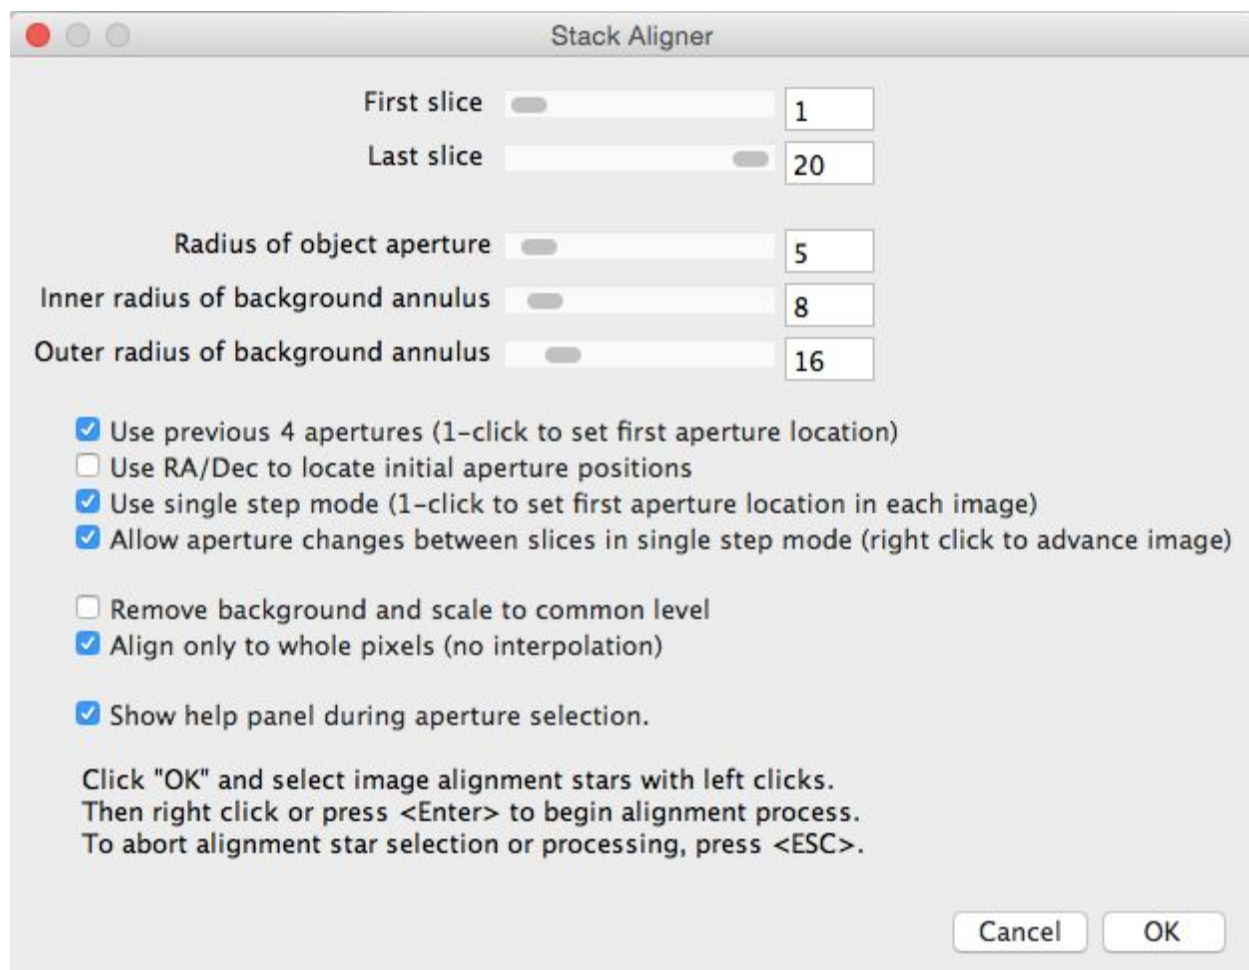 Stack Aligner
First slice 1
Last slice 20
Radius of object aperture 5
Inner radius of background annulus 8
Outer radius of background annulus 16
Use previous 4 apertures (1-click to set first aperture location)
Use RA/Dec to locate initial aperture positions
Use single step mode (1-click to set first aperture location in each image)
Allow aperture changes between slices in single step mode (right click to advance image)
Remove background and scale to common level
Align only to whole pixels (no interpolation)
Show help panel during aperture selection.
Click "OK" and select image alignment stars with left clicks.
Then right click or press <Enter> to begin alignment process.
To abort alignment star selection or processing, press <ESC>.
Cancel OK